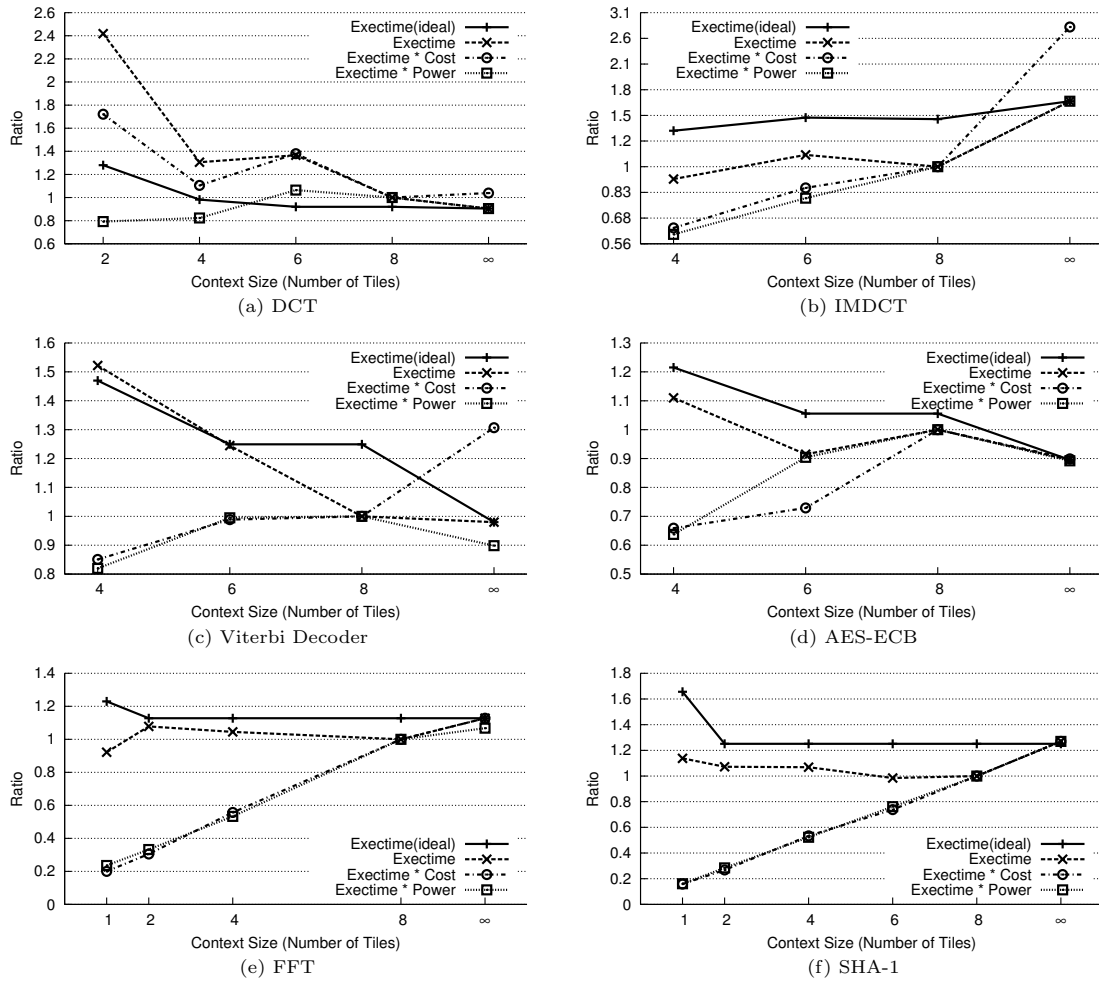 2.6
2.4
2.2
2
1.8
1.6
1.4
1.2
1
0.8
0.6
Ratio
Exectime(ideal)
Exectime
Exectime * Cost
Exectime * Power
2 4 6 8 ∞
Context Size (Number of Tiles)
(a) DCT
3.1
2.6
2.1
1.8
1.5
1.2
1
0.83
0.68
0.56
Ratio
Exectime(ideal)
Exectime
Exectime * Cost
Exectime * Power
4 6 8 ∞
Context Size (Number of Tiles)
(b) IMDCT
1.6
1.5
1.4
1.3
1.2
1.1
1
0.9
0.8
Ratio
Exectime(ideal)
Exectime
Exectime * Cost
Exectime * Power
4 6 8 ∞
Context Size (Number of Tiles)
(c) Viterbi Decoder
1.3
1.2
1.1
1
0.9
0.8
0.7
0.6
0.5
Ratio
Exectime(ideal)
Exectime
Exectime * Cost
Exectime * Power
4 6 8 ∞
Context Size (Number of Tiles)
(d) AES-ECB
1.4
1.2
1
0.8
0.6
0.4
0.2
0
Ratio
Exectime(ideal)
Exectime
Exectime * Cost
Exectime * Power
1 2 4 8 ∞
Context Size (Number of Tiles)
(e) FFT
1.8
1.6
1.4
1.2
1
0.8
0.6
0.4
0.2
0
Ratio
Exectime(ideal)
Exectime
Exectime * Cost
Exectime * Power
1 2 4 6 8 ∞
Context Size (Number of Tiles)
(f) SHA-1